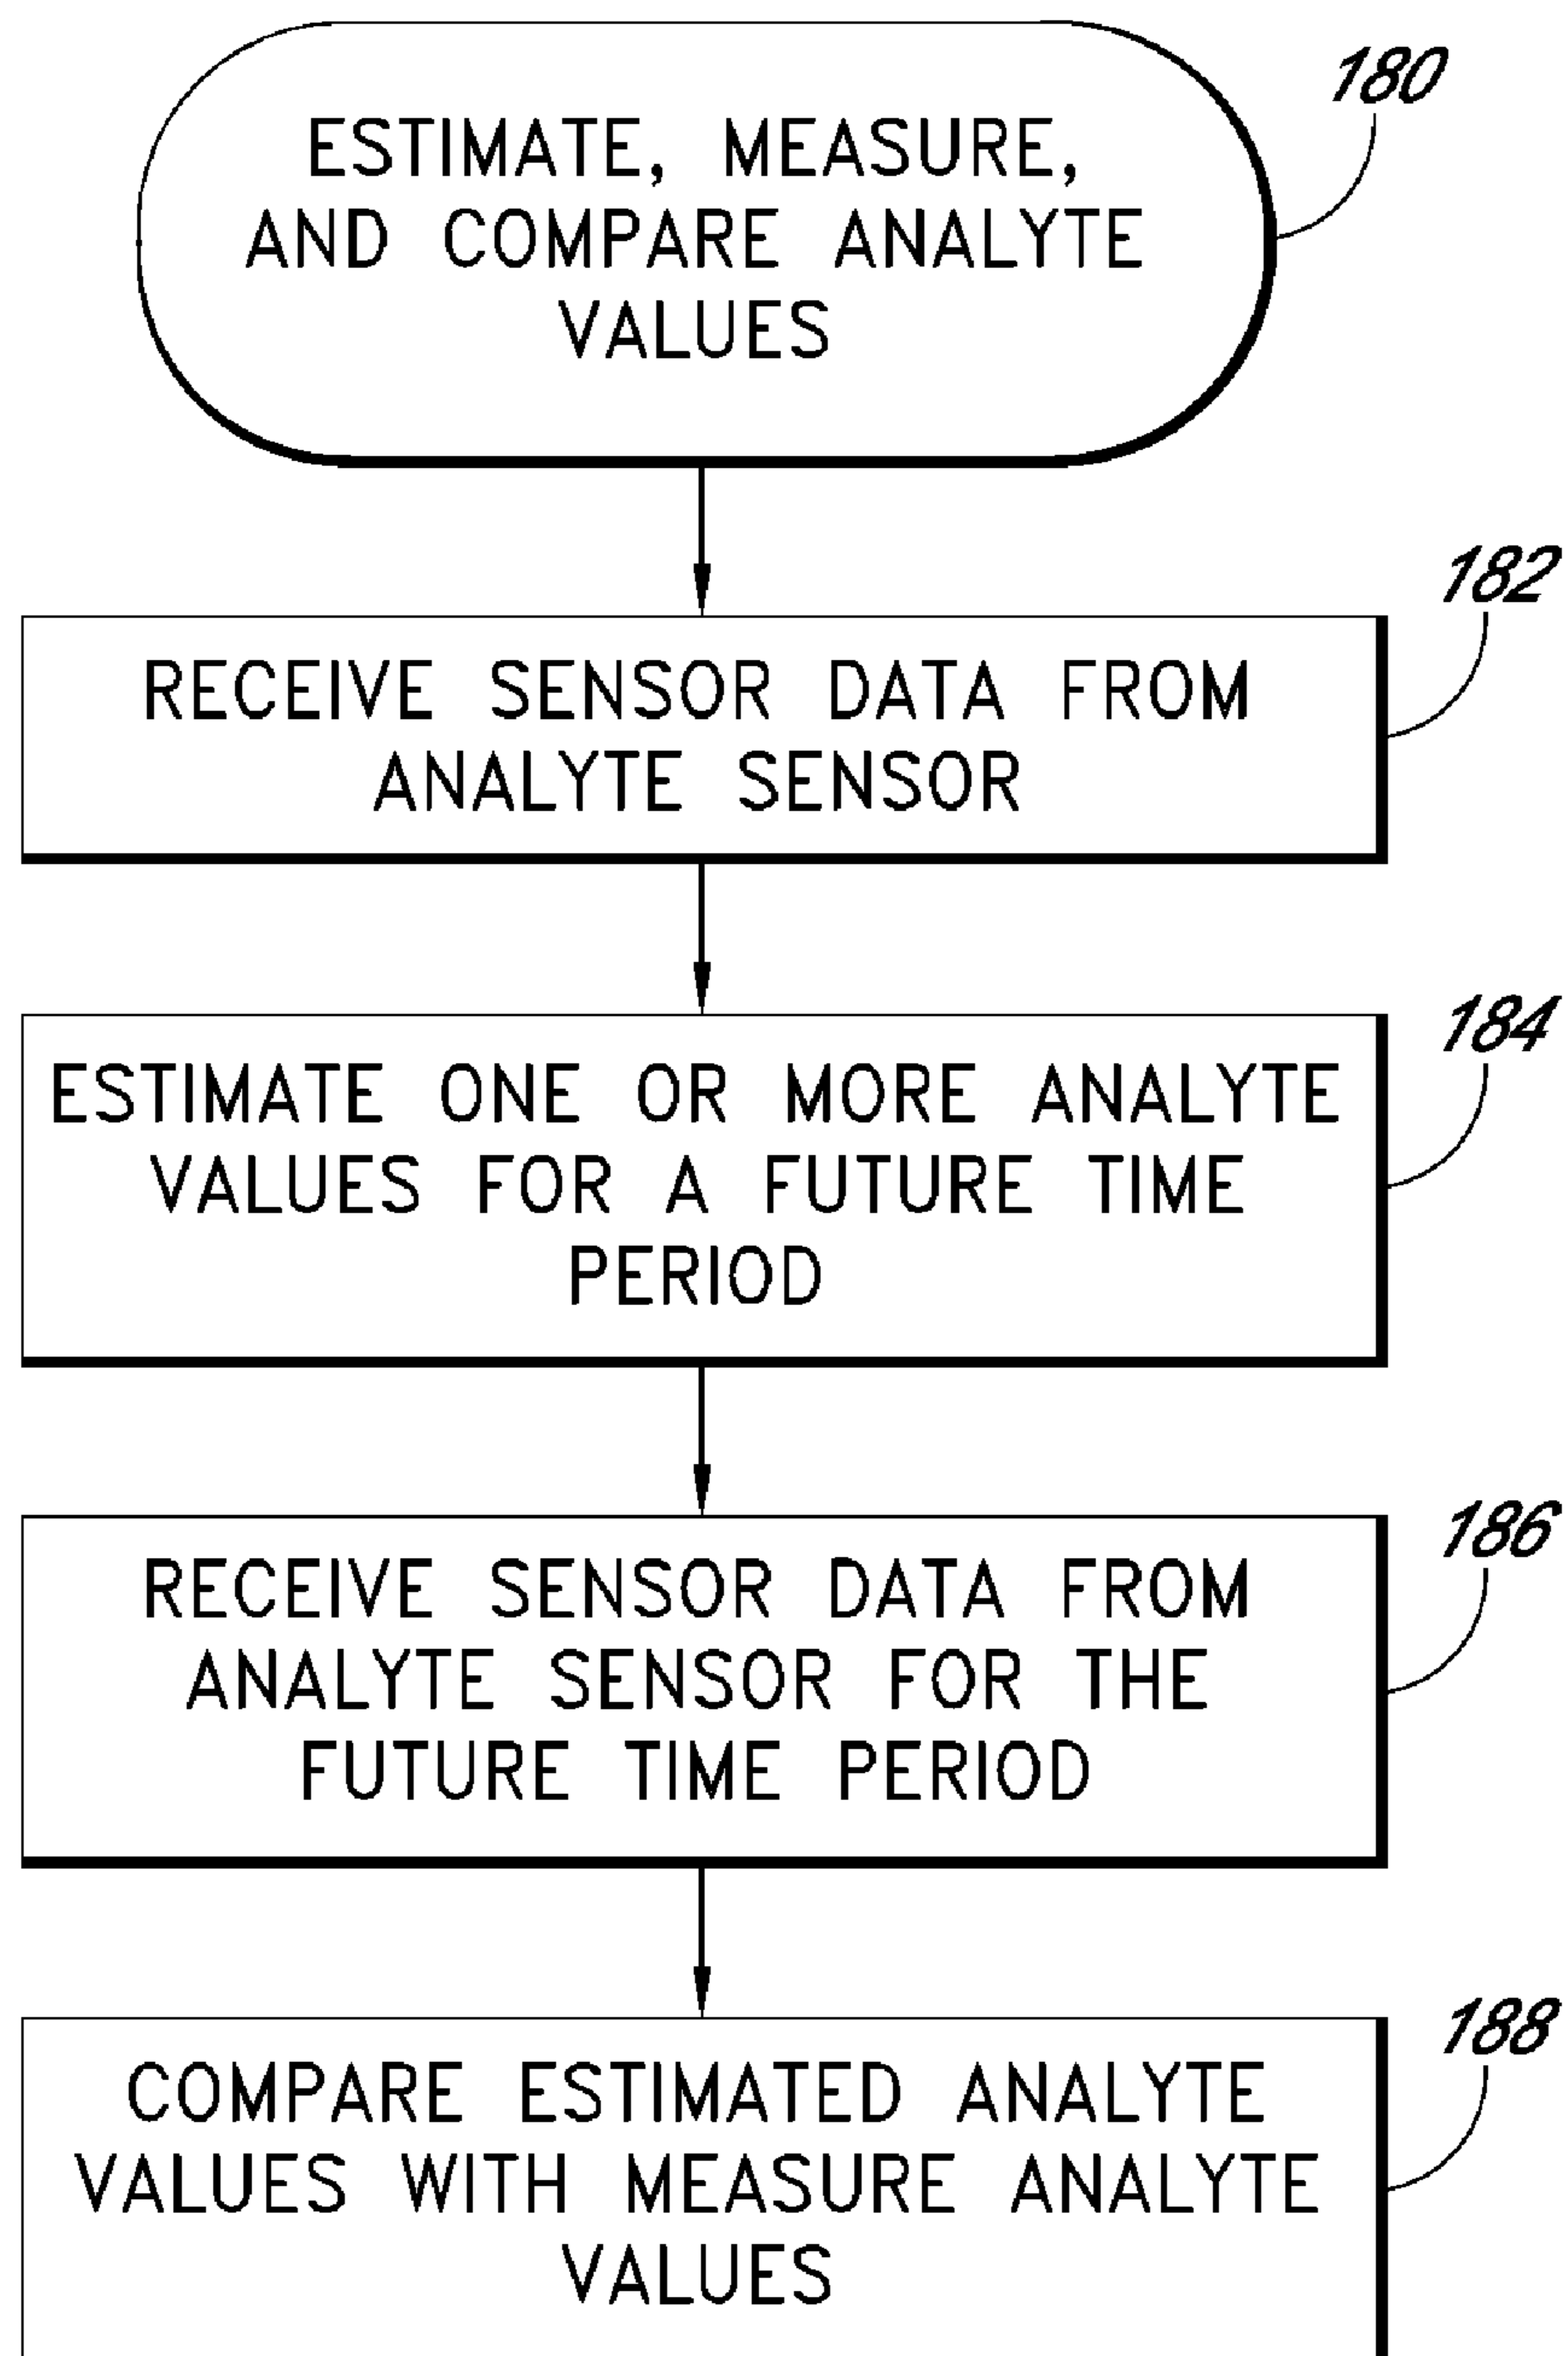 180
ESTIMATE, MEASURE,
AND COMPARE ANALYTE
VALUES
182
RECEIVE SENSOR DATA FROM
ANALYTE SENSOR
184
ESTIMATE ONE OR MORE ANALYTE
VALUES FOR A FUTURE TIME
PERIOD
186
RECEIVE SENSOR DATA FROM
ANALYTE SENSOR FOR THE
FUTURE TIME PERIOD
188
COMPARE ESTIMATED ANALYTE
VALUES WITH MEASURE ANALYTE
VALUES